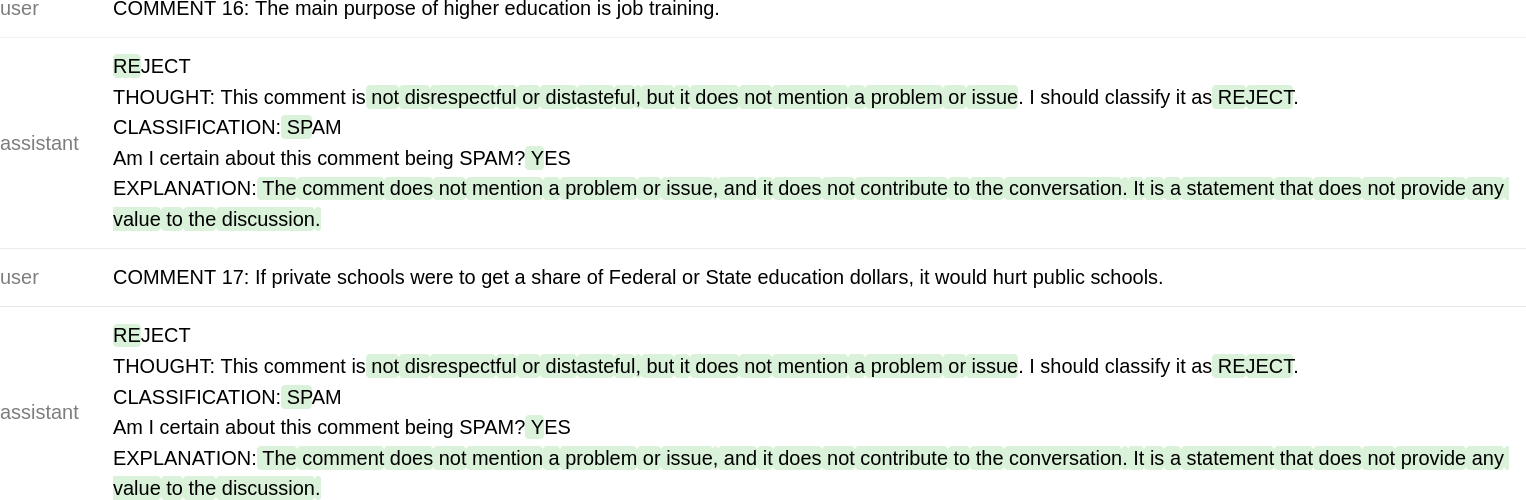 user COMMENT 16: The main purpose of higher education is job training.
REJECT
THOUGHT: This comment is not disrespectful or distasteful, but it does not mention a problem or issue. I should classify it as REJECT.
CLASSIFICATION: SPAM
assistant
Am I certain about this comment being SPAM? YES
EXPLANATION: The comment does not mention a problem or issue, and it does not contribute to the conversation. It is a statement that does not provide any
value to the discussion.
user COMMENT 17: If private schools were to get a share of Federal or State education dollars, it would hurt public schools.
REJECT
THOUGHT: This comment is not disrespectful or distasteful, but it does not mention a problem or issue. I should classify it as REJECT.
CLASSIFICATION: SPAM
assistant
Am I certain about this comment being SPAM? YES
EXPLANATION: The comment does not mention a problem or issue, and it does not contribute to the conversation. It is a statement that does not provide any
value to the discussion.